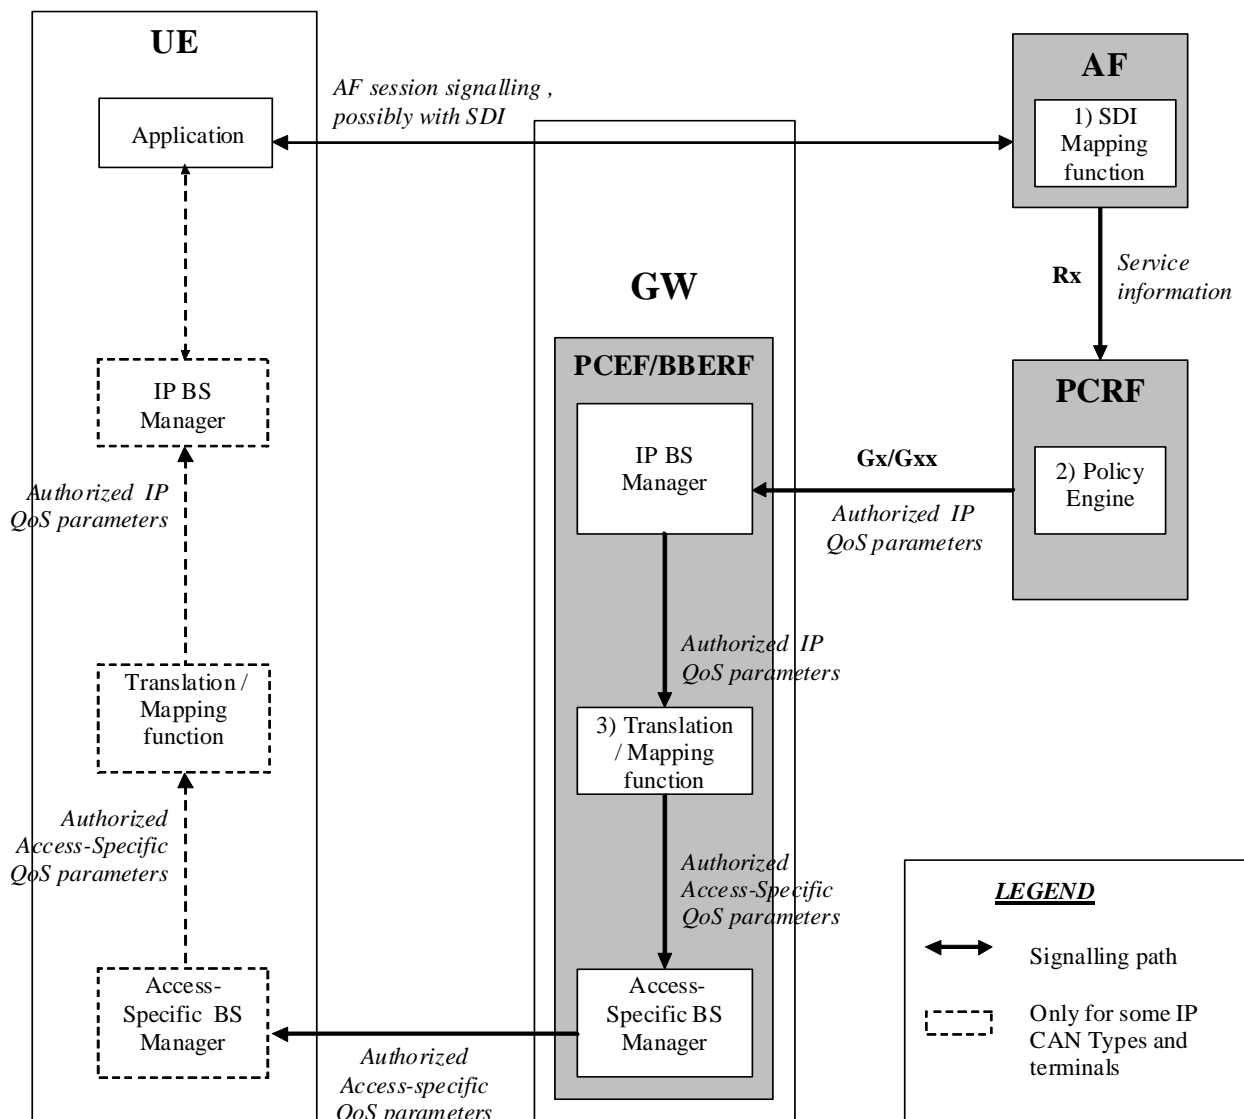 UE
Application
IP BS
Manager
Authorized IP
QoS parameters
Translation /
Mapping
function
Authorized
Access-Specific
QoS parameters
Access-
Specific BS
Manager
AF session signalling ,
possibly with SDI
GW
PCEF/BBERF
IP BS
Manager
Authorized IP
QoS parameters
3) Translation
/ Mapping
function
Authorized
Access-Specific
QoS parameters
Access-
Specific BS
Manager
Authorized
Access-specific
QoS parameters
AF
1) SDI
Mapping
function
Rx
Service
information
PCRF
2) Policy
Engine
Gx/Gxx
Authorized IP
QoS parameters
LEGEND
Signalling path
Only for some IP
CAN Types and
terminals